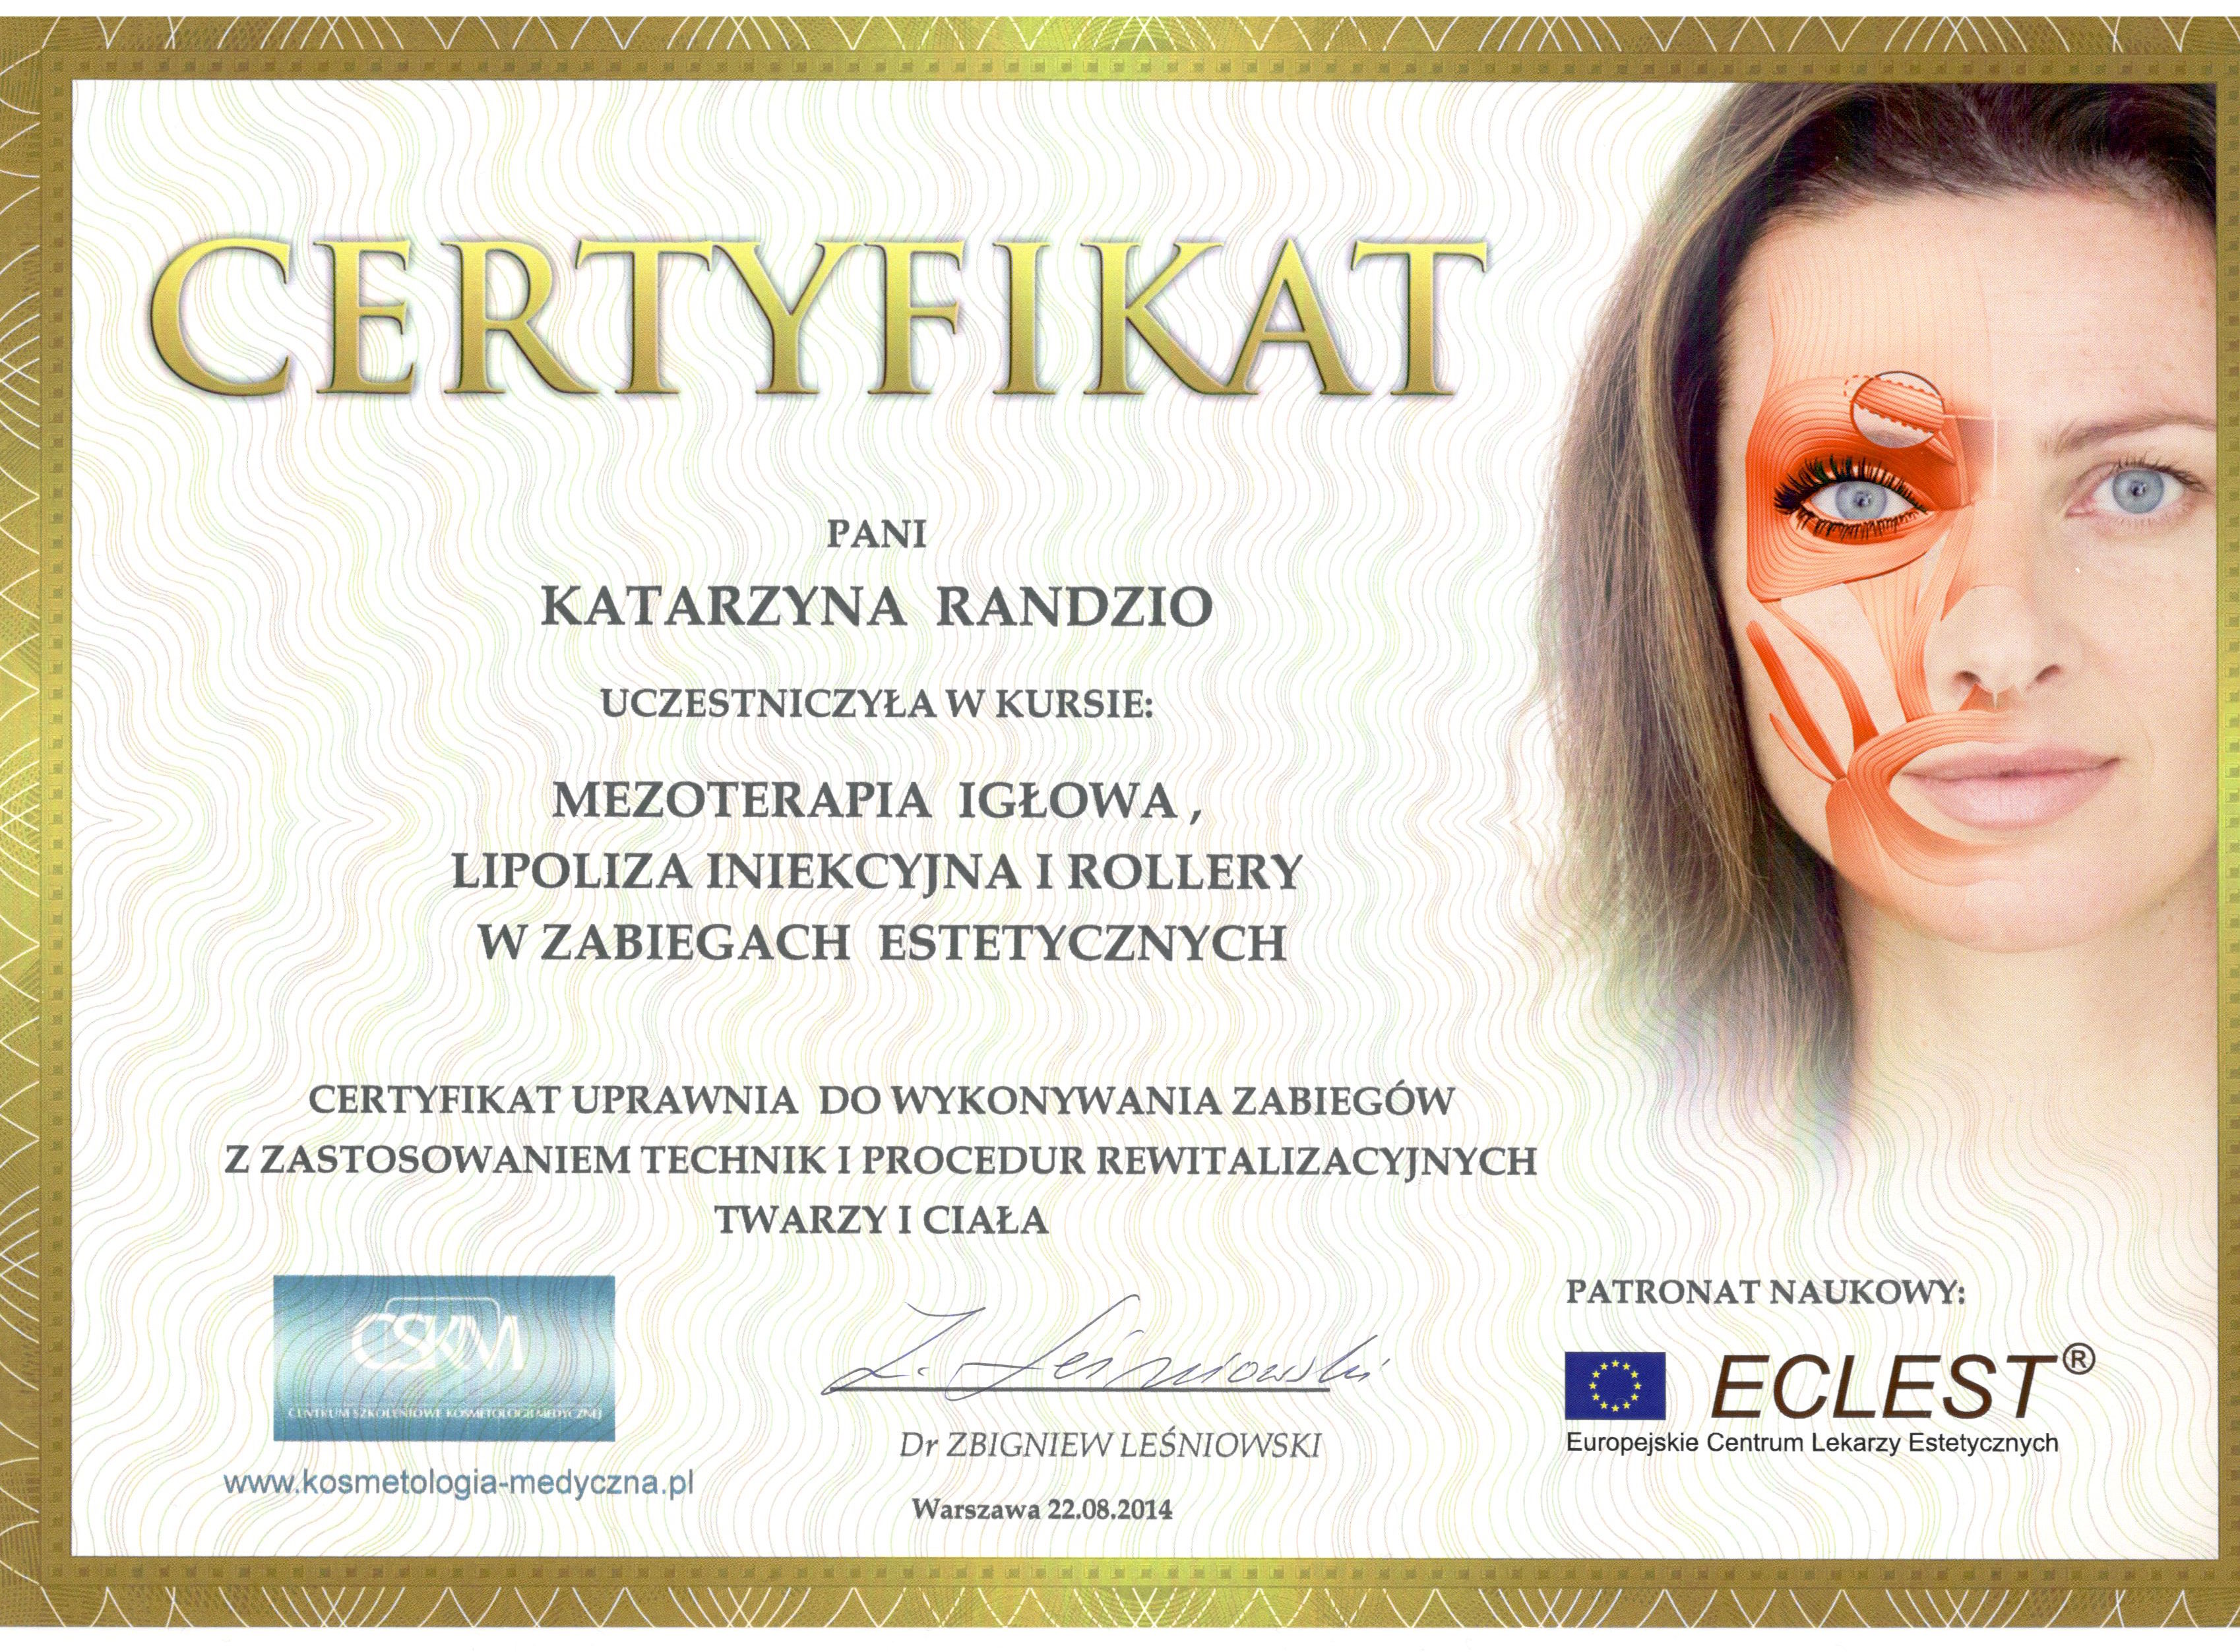 CERTYFIKAT
PANI
KATARZYNA RANDZIO
UCZESTNICZYŁA W KURSIE:
MEZOTERAPIA IGŁOWA ,
LIPOLIZA INIEKCYJNA I ROLLERY
W ZABIEGACH ESTETYCZNYCH
CERTYFIKAT UPRAWNIA DO WYKONYWANIA ZABIEGÓW
Z ZASTOSOWANIEM TECHNIK I PROCEDUR REWITALIZACYJNYCH
TWARZY I CIAŁA
CSKM
CENTRUM SZKOLENIOWE KOSMETOLOGII MEDYCZNEJ
www.kosmetologia-medyczna.pl
Z. Leśniowski
Dr ZBIGNIEW LEŚNIOWSKI
Warszawa 22.08.2014
PATRONAT NAUKOWY:
ECLEST®
Europejskie Centrum Lekarzy Estetycznych